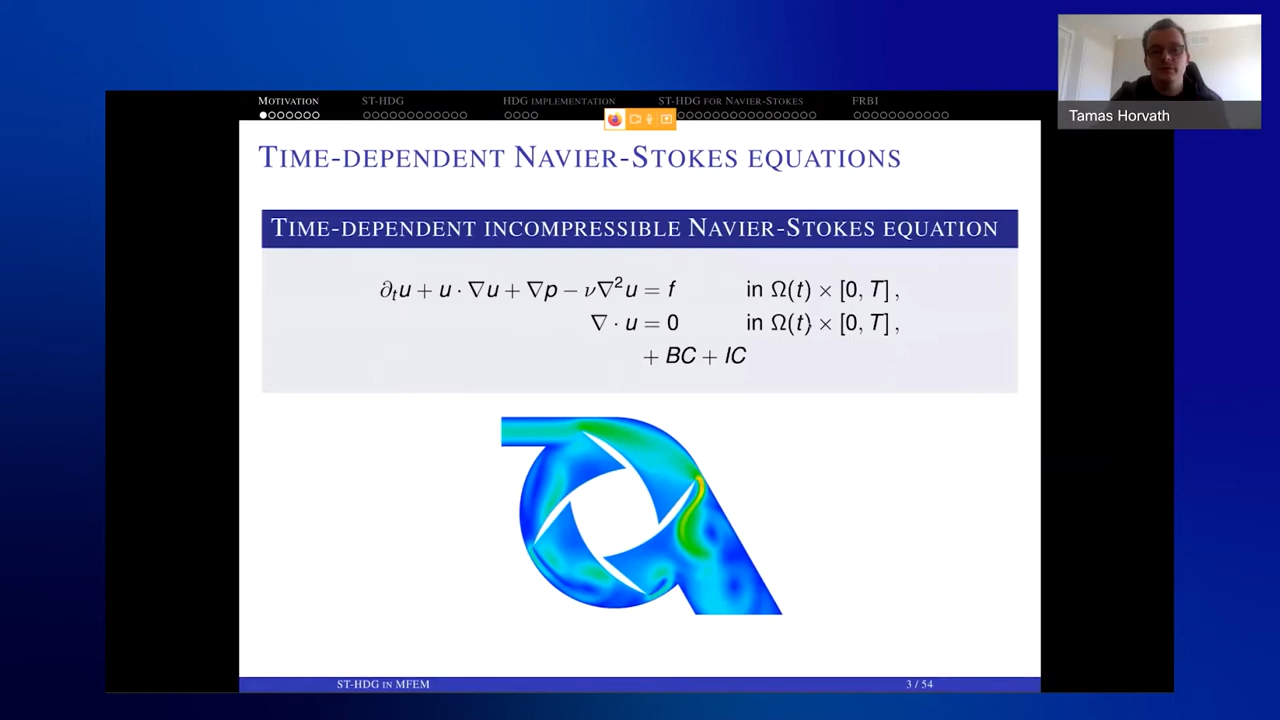 MOTIVATION ST-HDG HDG IMPLEMENTATION ST-HDG FOR NAVIER-STOKES FRBI
TIME-DEPENDENT NAVIER-STOKES EQUATIONS
TIME-DEPENDENT INCOMPRESSIBLE NAVIER-STOKES EQUATION
∂ₜu + u · ∇u + ∇p − ν∇²u = f in Ω(t) × [0, T] ,
∇ · u = 0 in Ω(t) × [0, T] ,
+ BC + IC
ST-HDG IN MFEM 3 / 54
Tamas Horvath